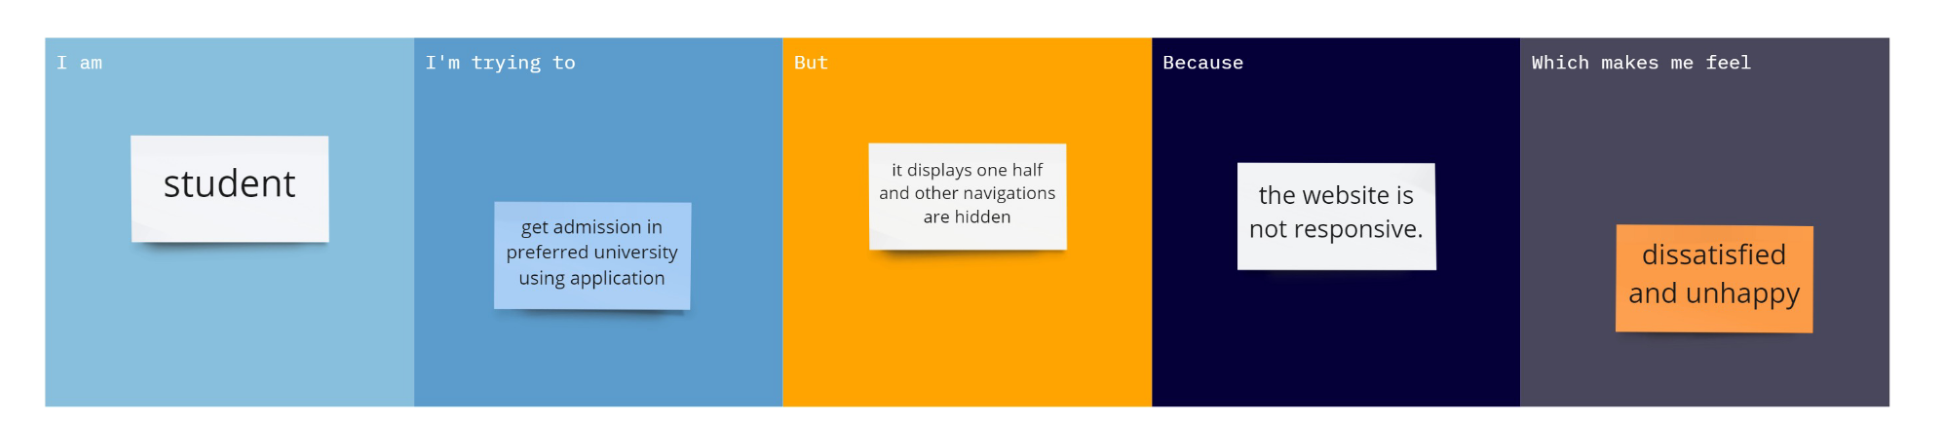 I am
student
I'm trying to
get admission in
preferred university
using application
But
it displays one half
and other navigations
are hidden
Because
the website is
not responsive.
Which makes me feel
dissatisfied
and unhappy